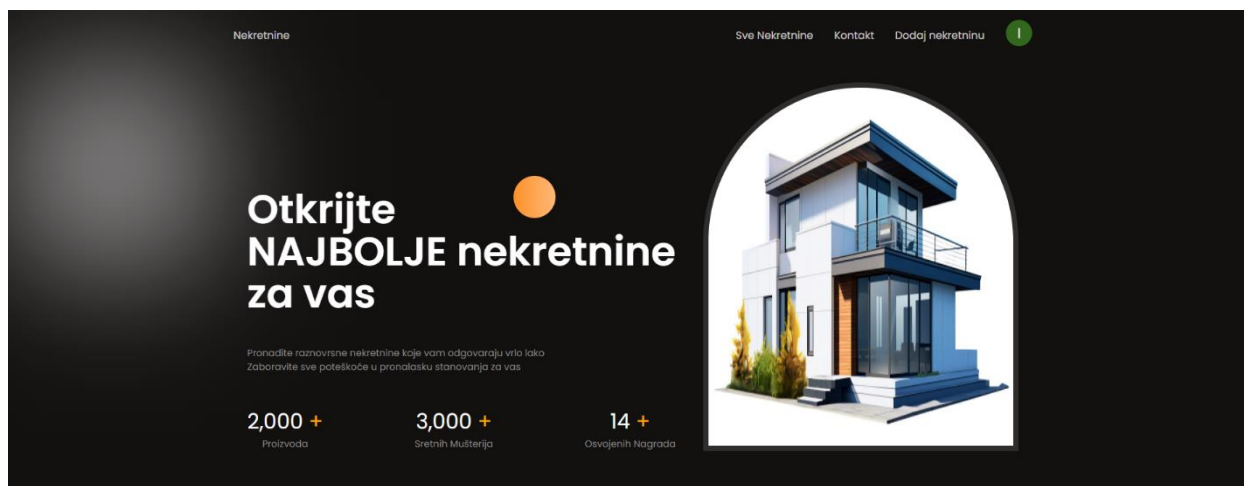 Nekretnine
Sve Nekretnine Kontakt Dodaj nekretninu I
Otkrijte
NAJBOLJE nekretnine
za vas
Pronađite raznovrsne nekretnine koje vam odgovaraju vrlo lako
Zaboravite sve poteškoće u pronalasku stanovanja za vas
2,000 + 3,000 + 14 +
Proizvoda Sretnih Mušterija Osvojenih Nagrada